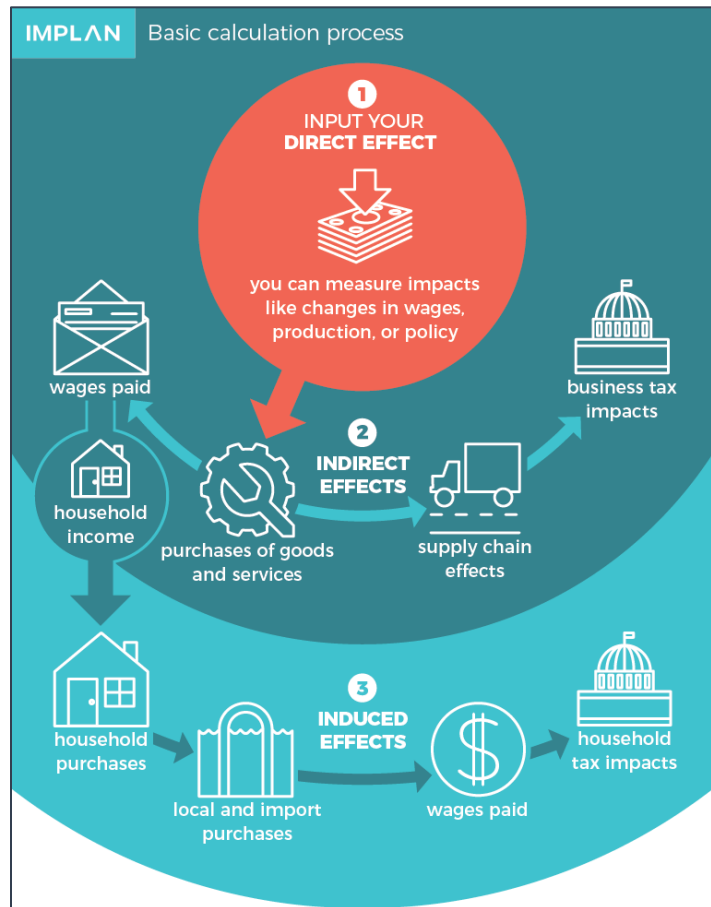 IMPLAN Basic calculation process
1
INPUT YOUR
DIRECT EFFECT
you can measure impacts
like changes in wages,
production, or policy
wages paid
business tax
impacts
2
INDIRECT
EFFECTS
household
income
purchases of goods
and services
supply chain
effects
3
INDUCED
EFFECTS
household
purchases
local and import
purchases
$
wages paid
household
tax impacts